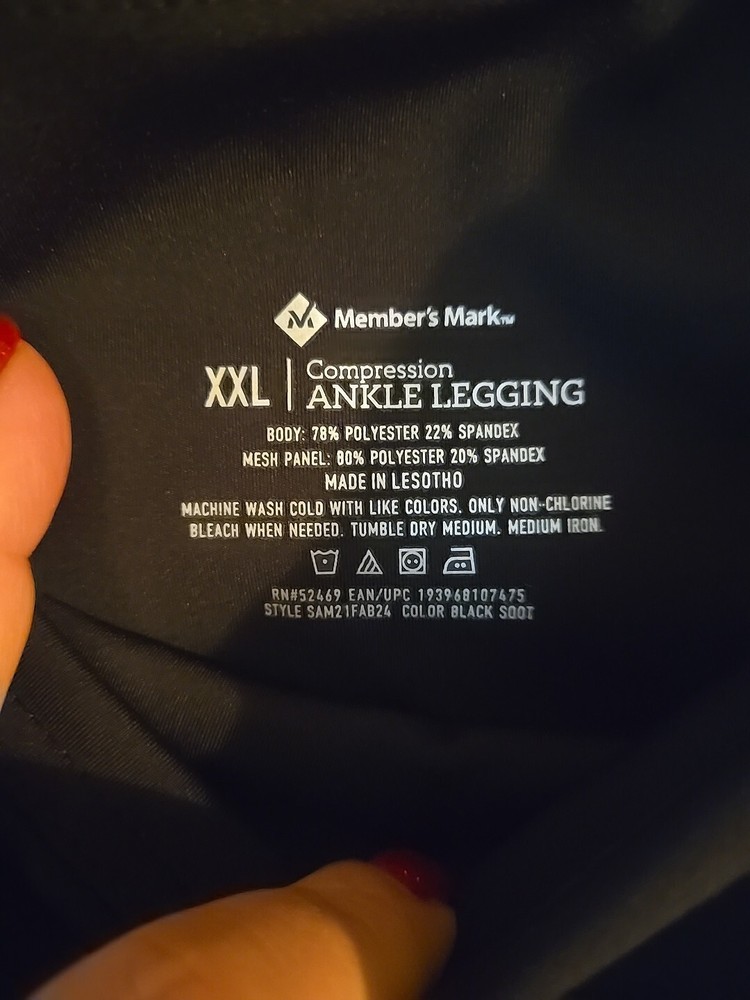 Member's Mark™
XXL | Compression
ANKLE LEGGING
BODY: 78% POLYESTER 22% SPANDEX
MESH PANEL: 80% POLYESTER 20% SPANDEX
MADE IN LESOTHO
MACHINE WASH COLD WITH LIKE COLORS. ONLY NON-CHLORINE
BLEACH WHEN NEEDED. TUMBLE DRY MEDIUM. MEDIUM IRON.
RN#52469 EAN/UPC 193968107475
STYLE SAM21FAB24 COLOR BLACK SOOT